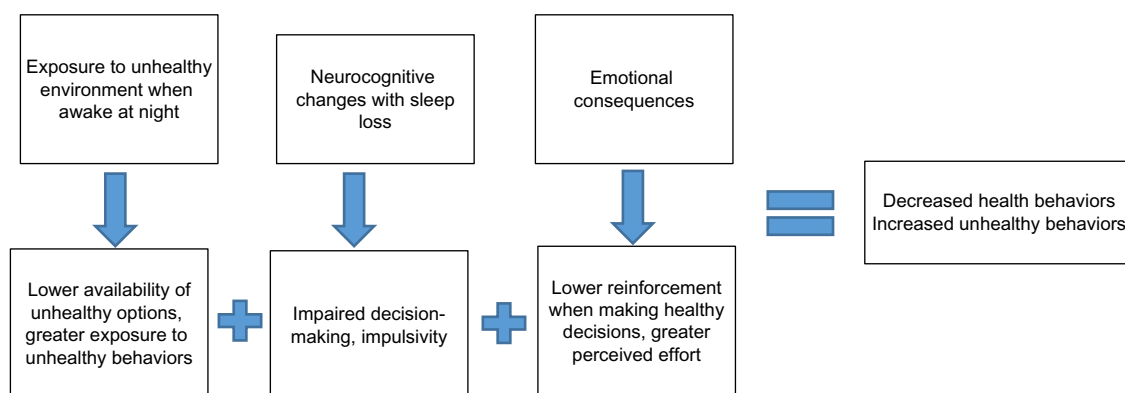 Exposure to unhealthy
environment when
awake at night
Neurocognitive
changes with sleep
loss
Emotional
consequences
Decreased health behaviors
Increased unhealthy behaviors
Lower availability of
unhealthy options,
greater exposure to
unhealthy behaviors
Impaired decision-
making, impulsivity
Lower reinforcement
when making healthy
decisions, greater
perceived effort